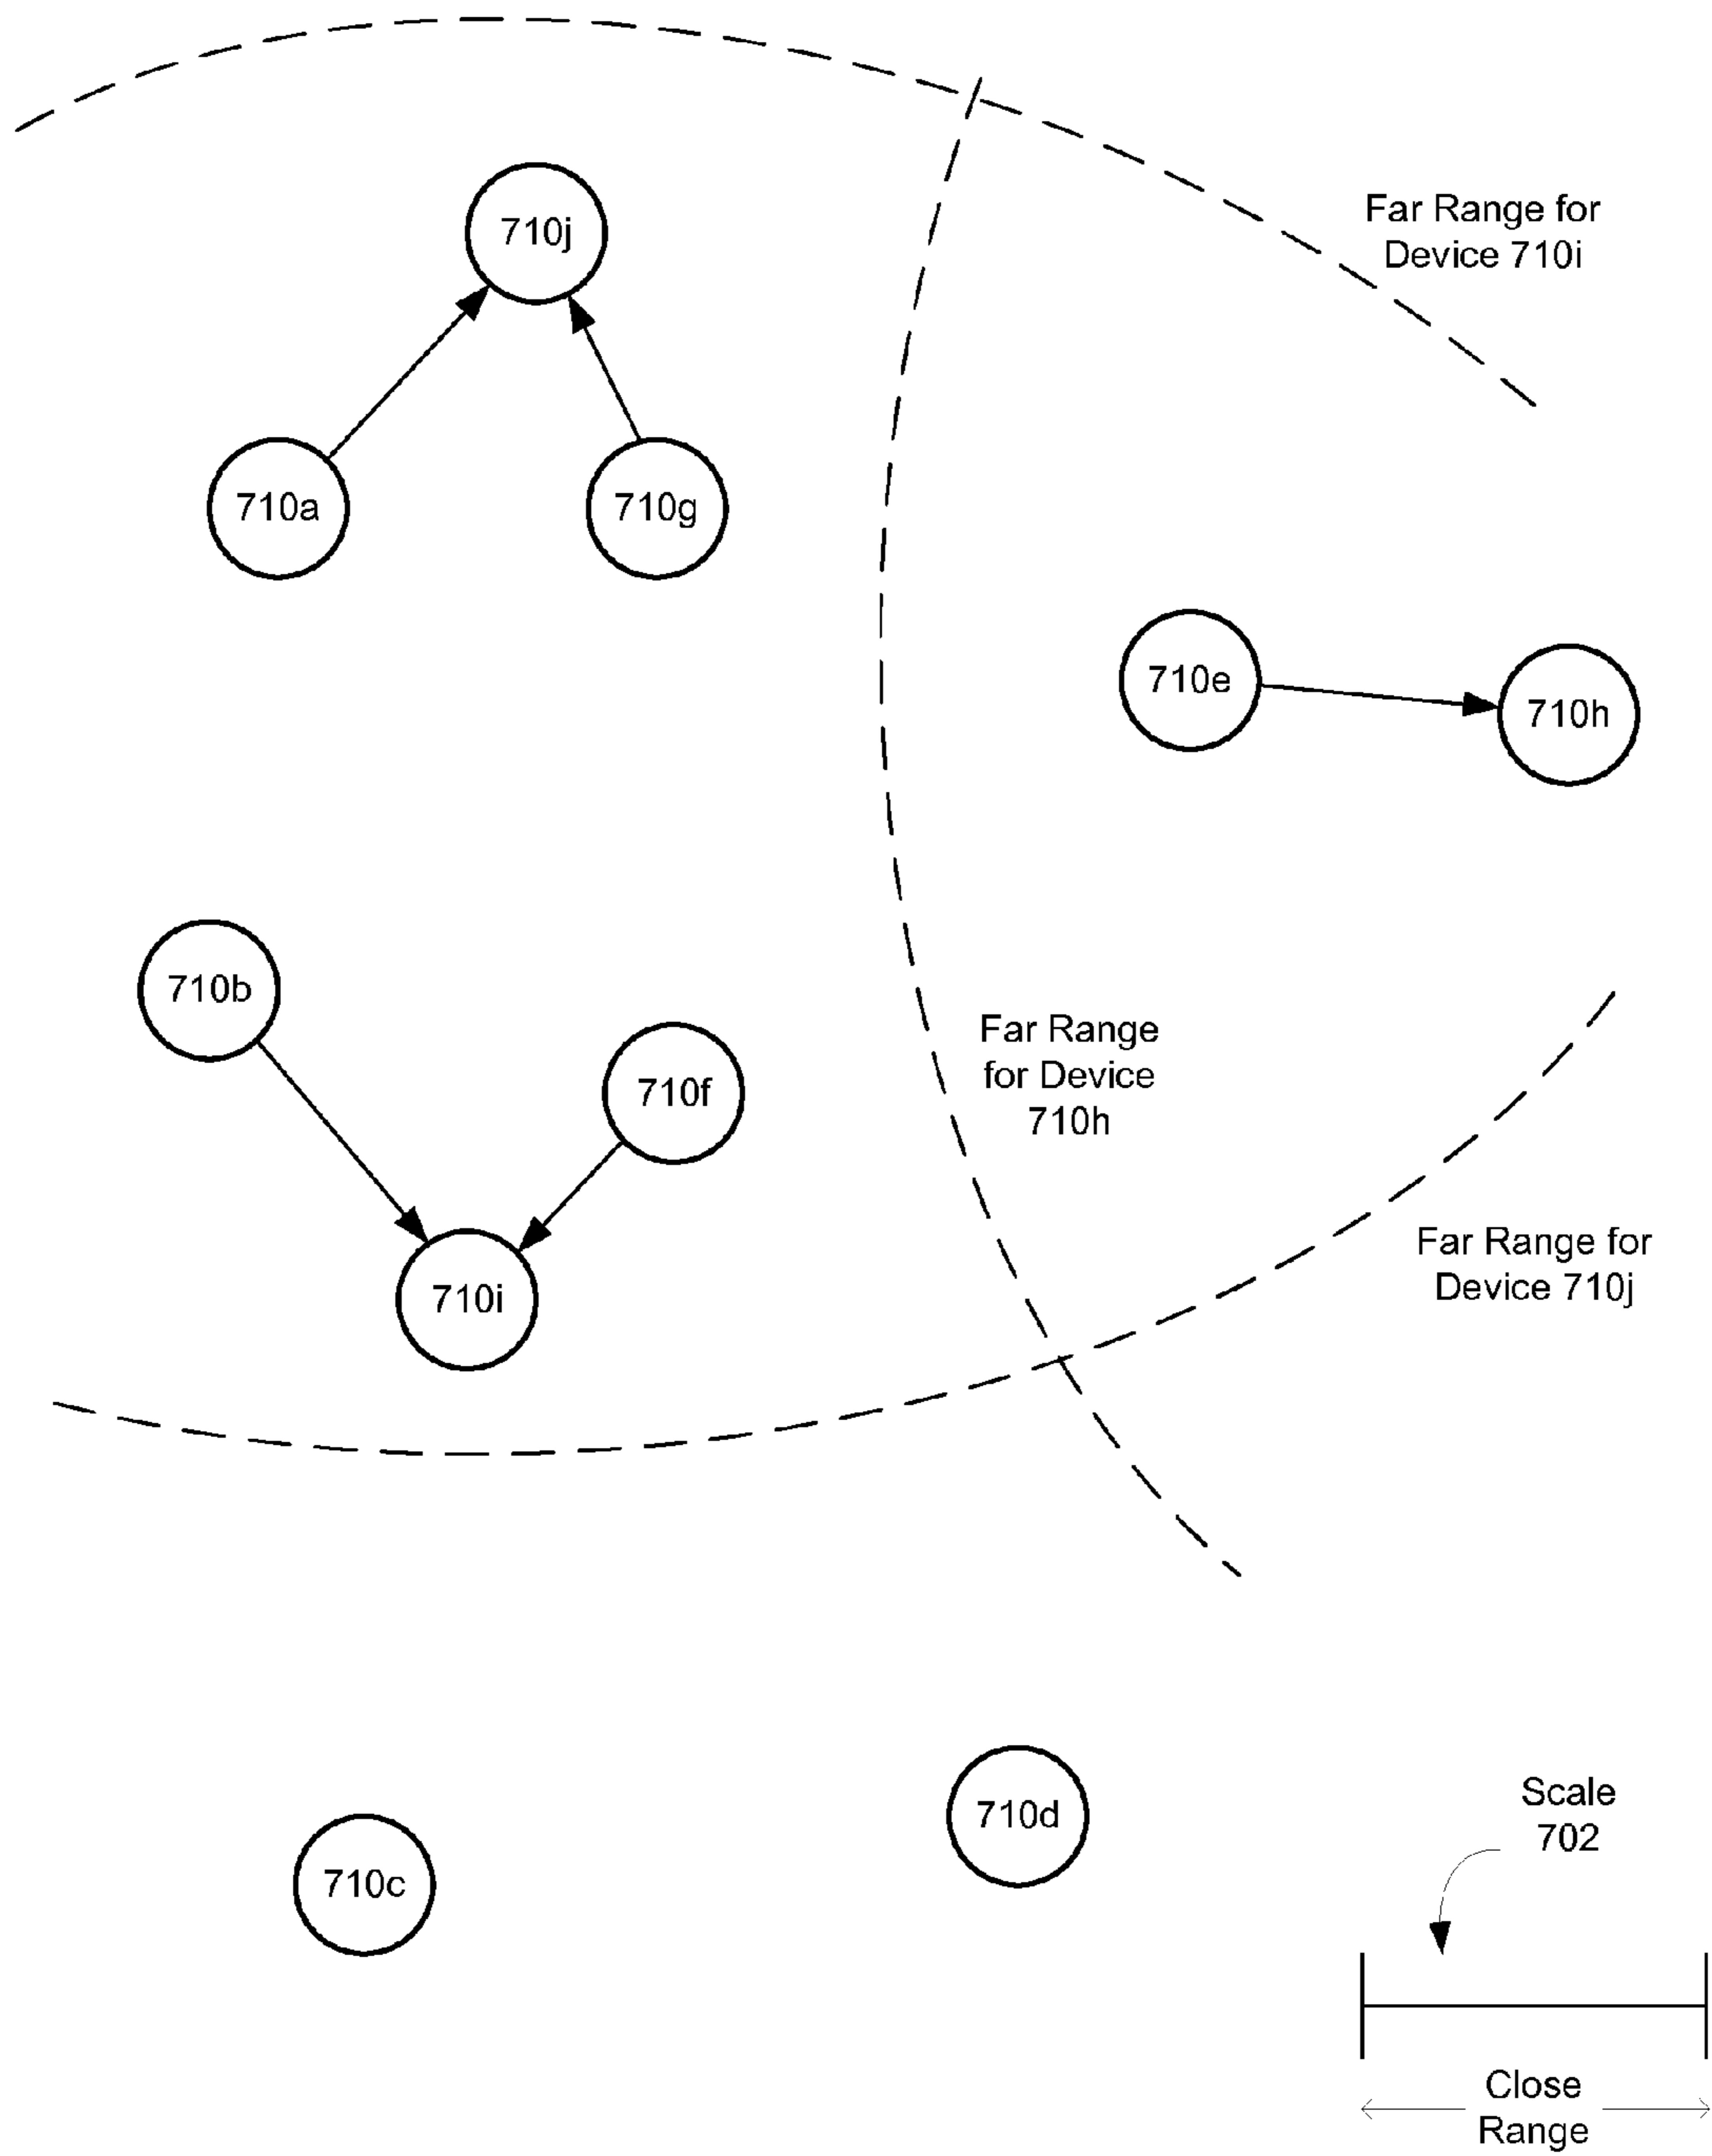 Far Range for
Device 710i
710j
710a
710g
710e
710h
710b
Far Range
for Device
710h
710f
Far Range for
Device 710j
710i
Scale
702
710d
710c
Close
Range